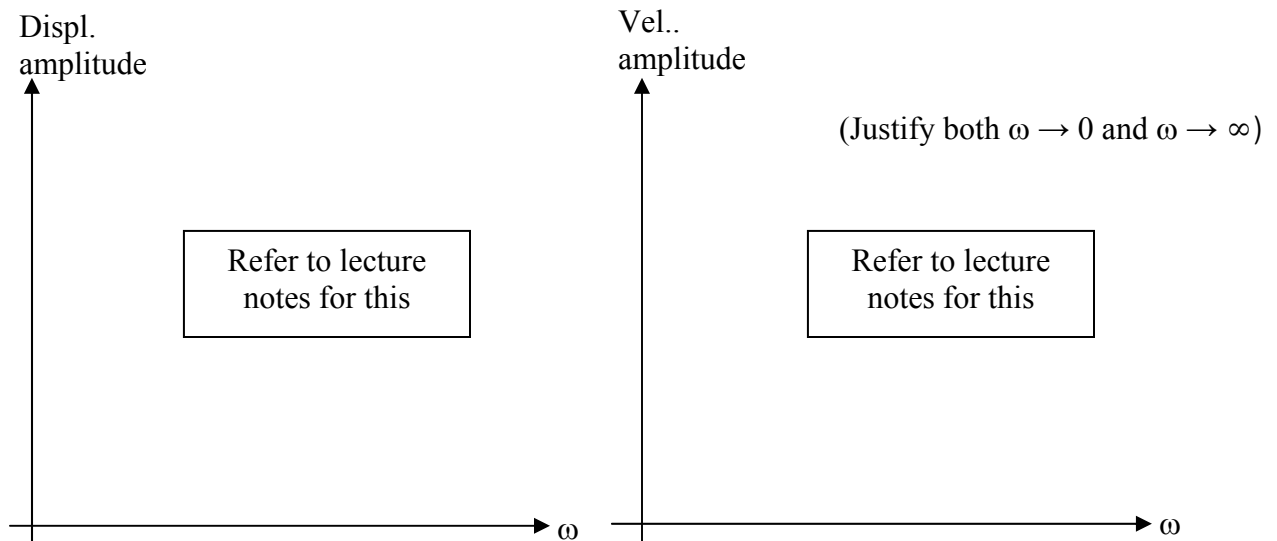 Displ.
amplitude
Refer to lecture
notes for this
ω
Vel..
amplitude
(Justify both ω → 0 and ω → ∞)
Refer to lecture
notes for this
ω